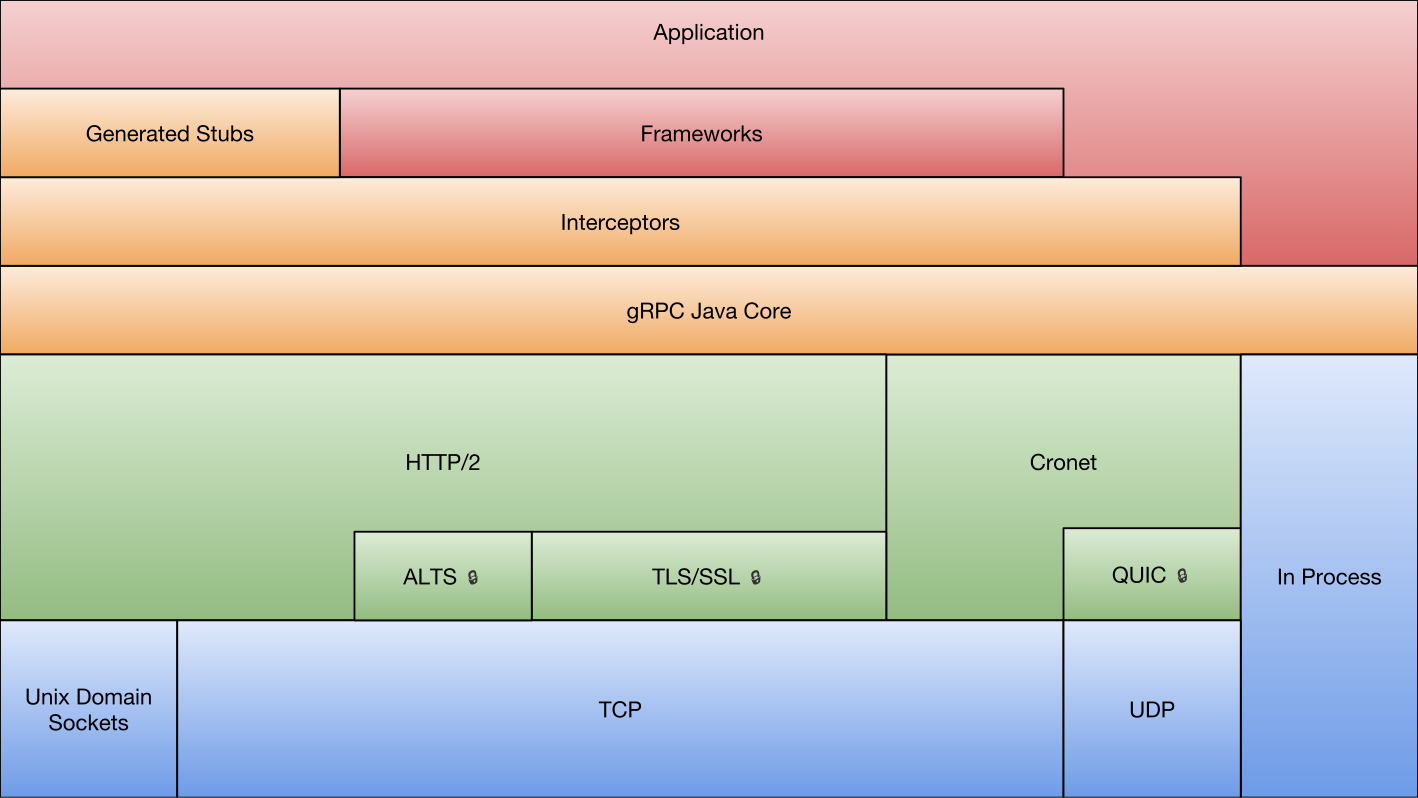 Application
Generated Stubs
Frameworks
Interceptors
gRPC Java Core
HTTP/2
Cronet
ALTS
TLS/SSL
QUIC
In Process
Unix Domain
Sockets
TCP
UDP